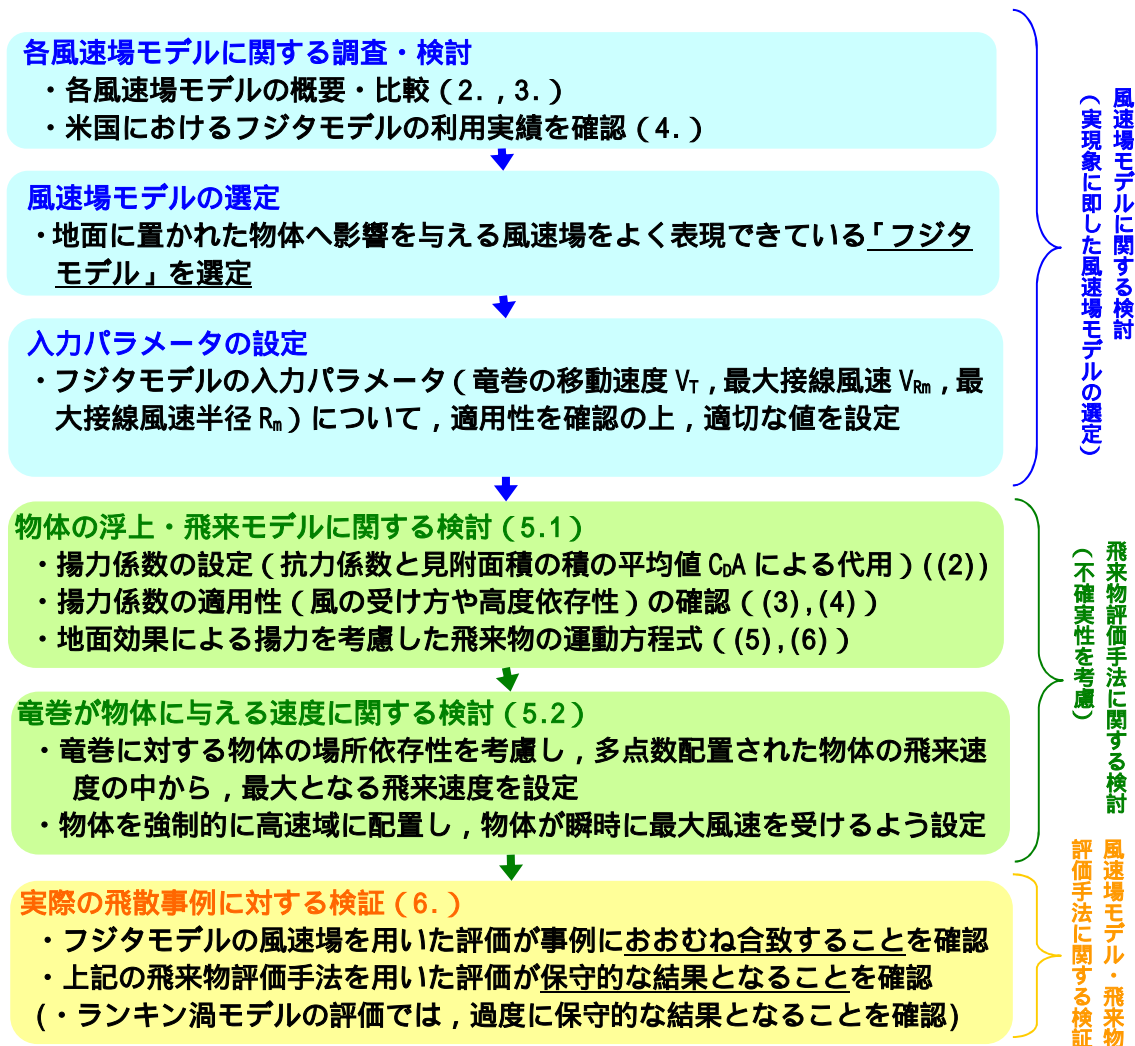 各風速場モデルに関する調査・検討
・各風速場モデルの概要・比較(2.,3.)
・米国におけるフジタモデルの利用実績を確認(4.)
風速場モデルの選定
・地面に置かれた物体へ影響を与える風速場をよく表現できている「フジタ
モデル」を選定
入力パラメータの設定
・フジタモデルの入力パラメータ(竜巻の移動速度 VT,最大接線風速 VRm,最
大接線風速半径 Rm)について,適用性を確認の上,適切な値を設定
風速場モデルに関する検討
(実現象に即した風速場モデルの選定)
物体の浮上・飛来モデルに関する検討(5.1)
・揚力係数の設定(抗力係数と見附面積の積の平均値 CDA による代用)((2))
・揚力係数の適用性(風の受け方や高度依存性)の確認((3),(4))
・地面効果による揚力を考慮した飛来物の運動方程式((5),(6))
竜巻が物体に与える速度に関する検討(5.2)
・竜巻に対する物体の場所依存性を考慮し,多点数配置された物体の飛来速
度の中から,最大となる飛来速度を設定
・物体を強制的に高速域に配置し,物体が瞬時に最大風速を受けるよう設定
飛来物評価手法に関する検討
(不確実性を考慮)
実際の飛散事例に対する検証(6.)
・フジタモデルの風速場を用いた評価が事例におおむね合致することを確認
・上記の飛来物評価手法を用いた評価が保守的な結果となることを確認
(・ランキン渦モデルの評価では,過度に保守的な結果となることを確認)
風速場モデル・飛来物
評価手法に関する検証